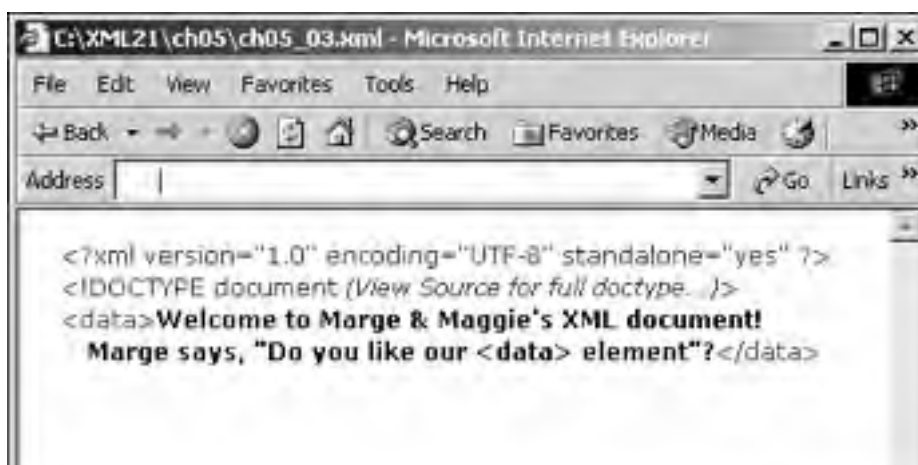 C:\XML21\ch05\ch05_03.xml - Microsoft Internet Explorer
File Edit View Favorites Tools Help
Back Search Favorites Media »
Address Go Links »
<?xml version="1.0" encoding="UTF-8" standalone="yes" ?>
<!DOCTYPE document (View Source for full doctype...)>
<data>Welcome to Marge & Maggie's XML document!
Marge says, "Do you like our <data> element"?</data>